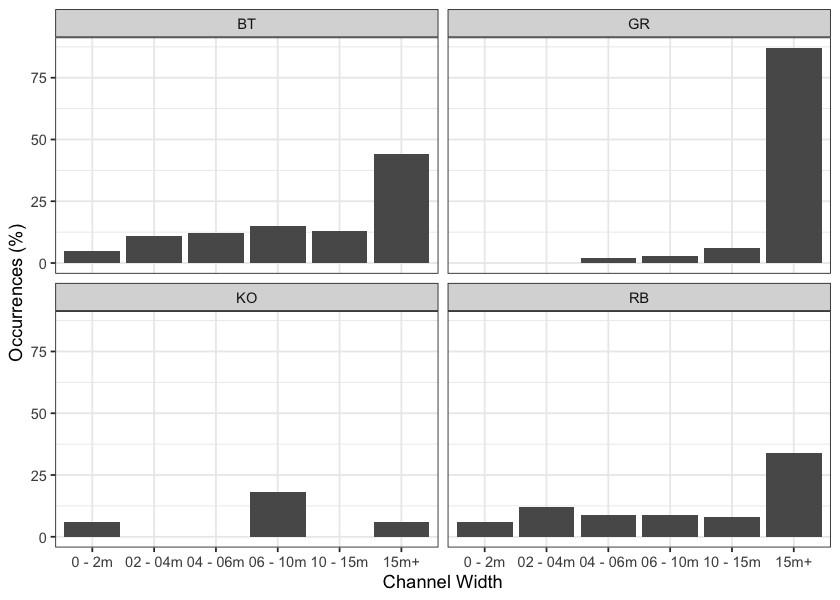 BT GR
75
50
25
0
KO RB
75
50
25
0
Occurrences (%)
0 - 2m 02 - 04m 04 - 06m 06 - 10m 10 - 15m 15m+ 0 - 2m 02 - 04m 04 - 06m 06 - 10m 10 - 15m 15m+
Channel Width